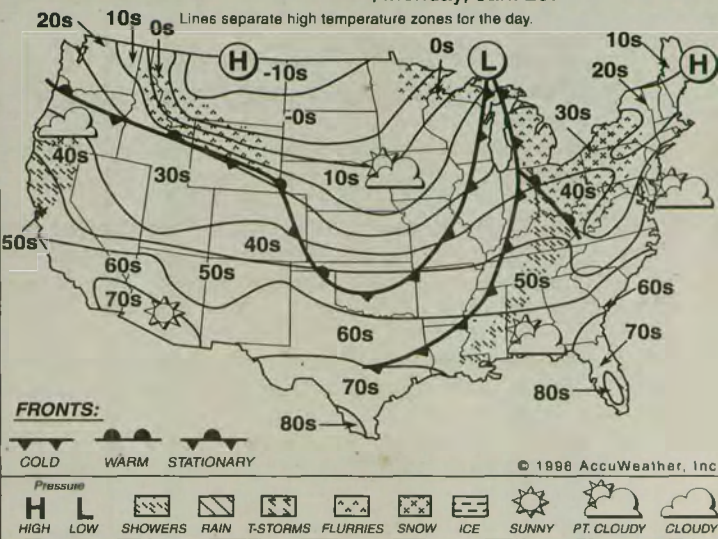 Lines separate high temperature zones for the day.
20s 10s 0s
H
-10s
0s
L
10s
H
20s
-0s
30s
40s
30s
10s
40s
50s
40s
60s
50s
50s
60s
70s
60s
70s
70s
80s
80s
FRONTS:
COLD WARM STATIONARY
© 1998 AccuWeather, Inc
Pressure
H L
HIGH LOW SHOWERS RAIN T-STORMS FLURRIES SNOW ICE SUNNY PT. CLOUDY CLOUDY